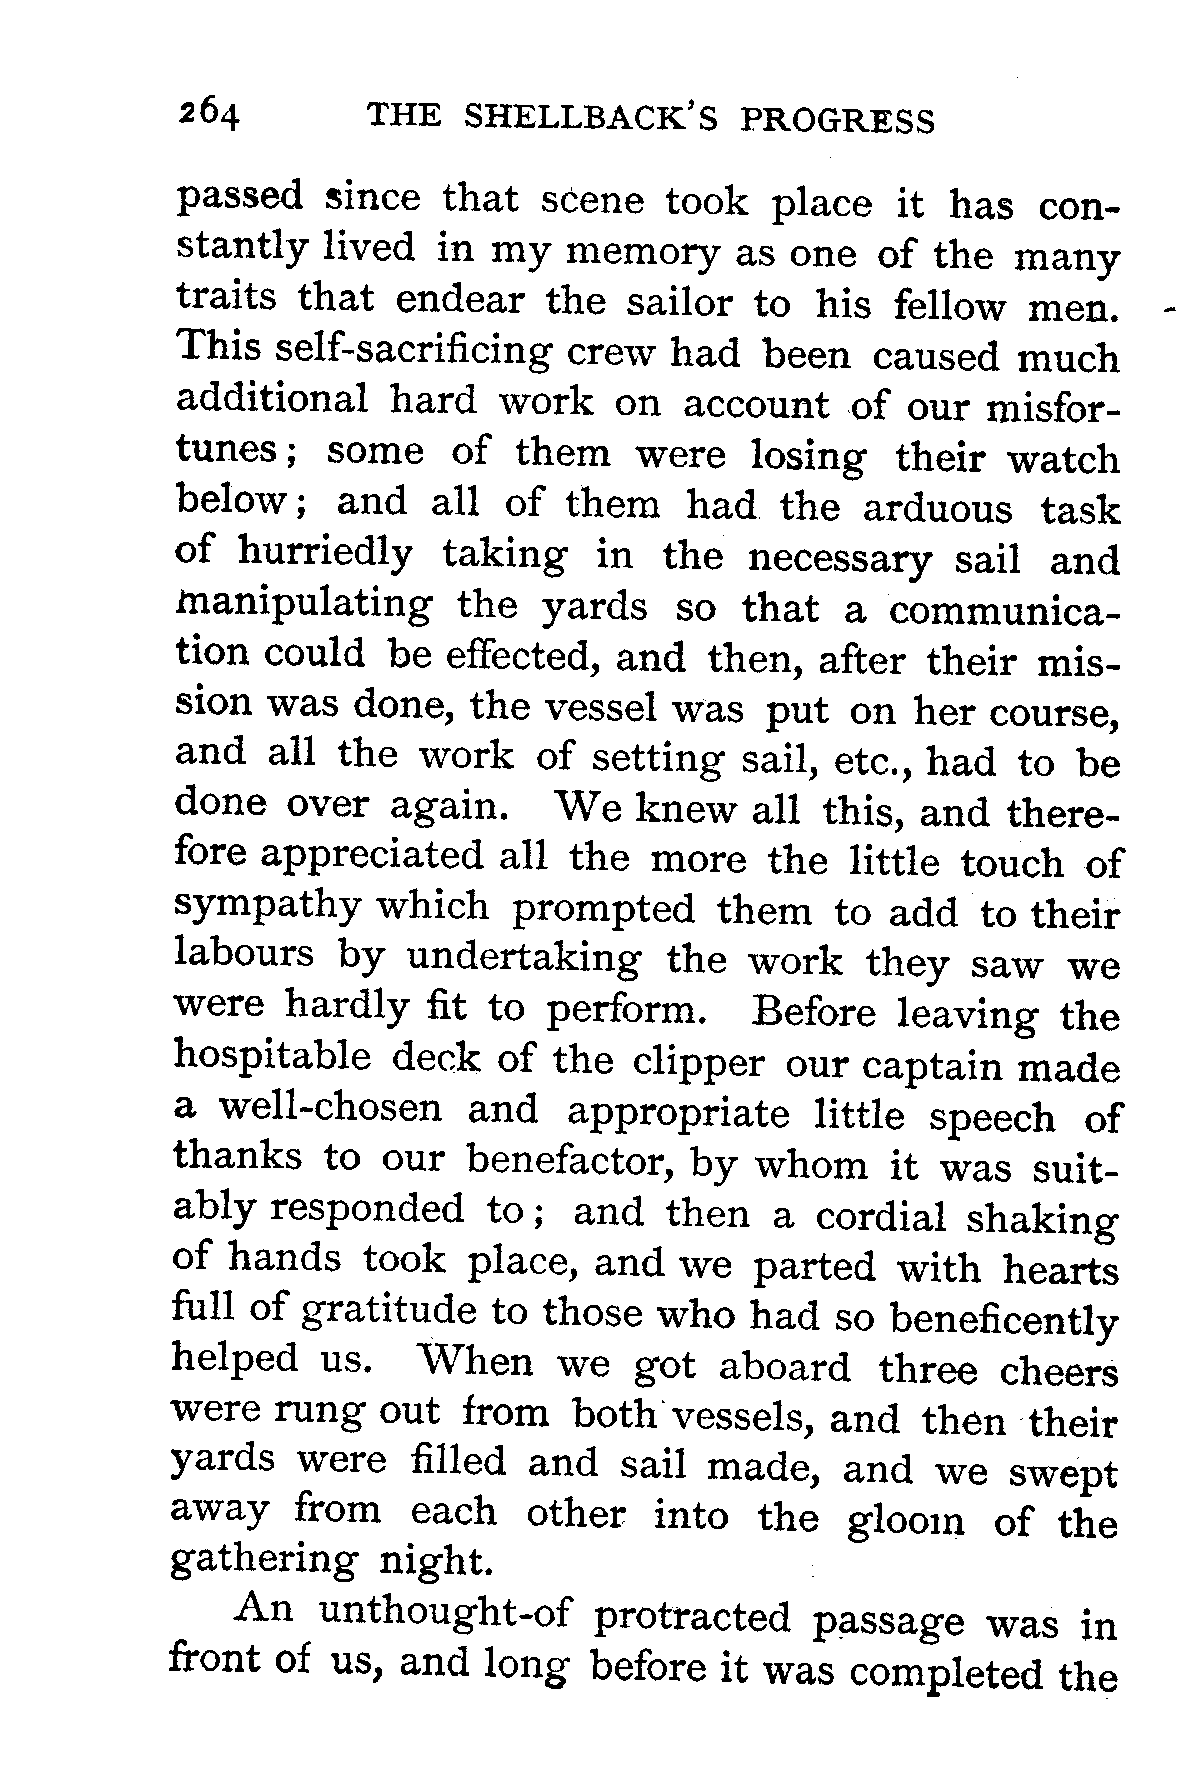 264 THE SHELLBACK'S PROGRESS
passed since that scene took place it has con-
stantly lived in my memory as one of the many
traits that endear the sailor to his fellow men.
This self-sacrificing crew had been caused much
additional hard work on account of our misfor-
tunes; some of them were losing their watch
below; and all of them had the arduous task
of hurriedly taking in the necessary sail and
manipulating the yards so that a communica-
tion could be effected, and then, after their mis-
sion was done, the vessel was put on her course,
and all the work of setting sail, etc., had to be
done over again. We knew all this, and there-
fore appreciated all the more the little touch of
sympathy which prompted them to add to their
labours by undertaking the work they saw we
were hardly fit to perform. Before leaving the
hospitable deck of the clipper our captain made
a well-chosen and appropriate little speech of
thanks to our benefactor, by whom it was suit-
ably responded to; and then a cordial shaking
of hands took place, and we parted with hearts
full of gratitude to those who had so beneficently
helped us. When we got aboard three cheers
were rung out from both vessels, and then their
yards were filled and sail made, and we swept
away from each other into the gloom of the
gathering night.
An unthought-of protracted passage was in
front of us, and long before it was completed the